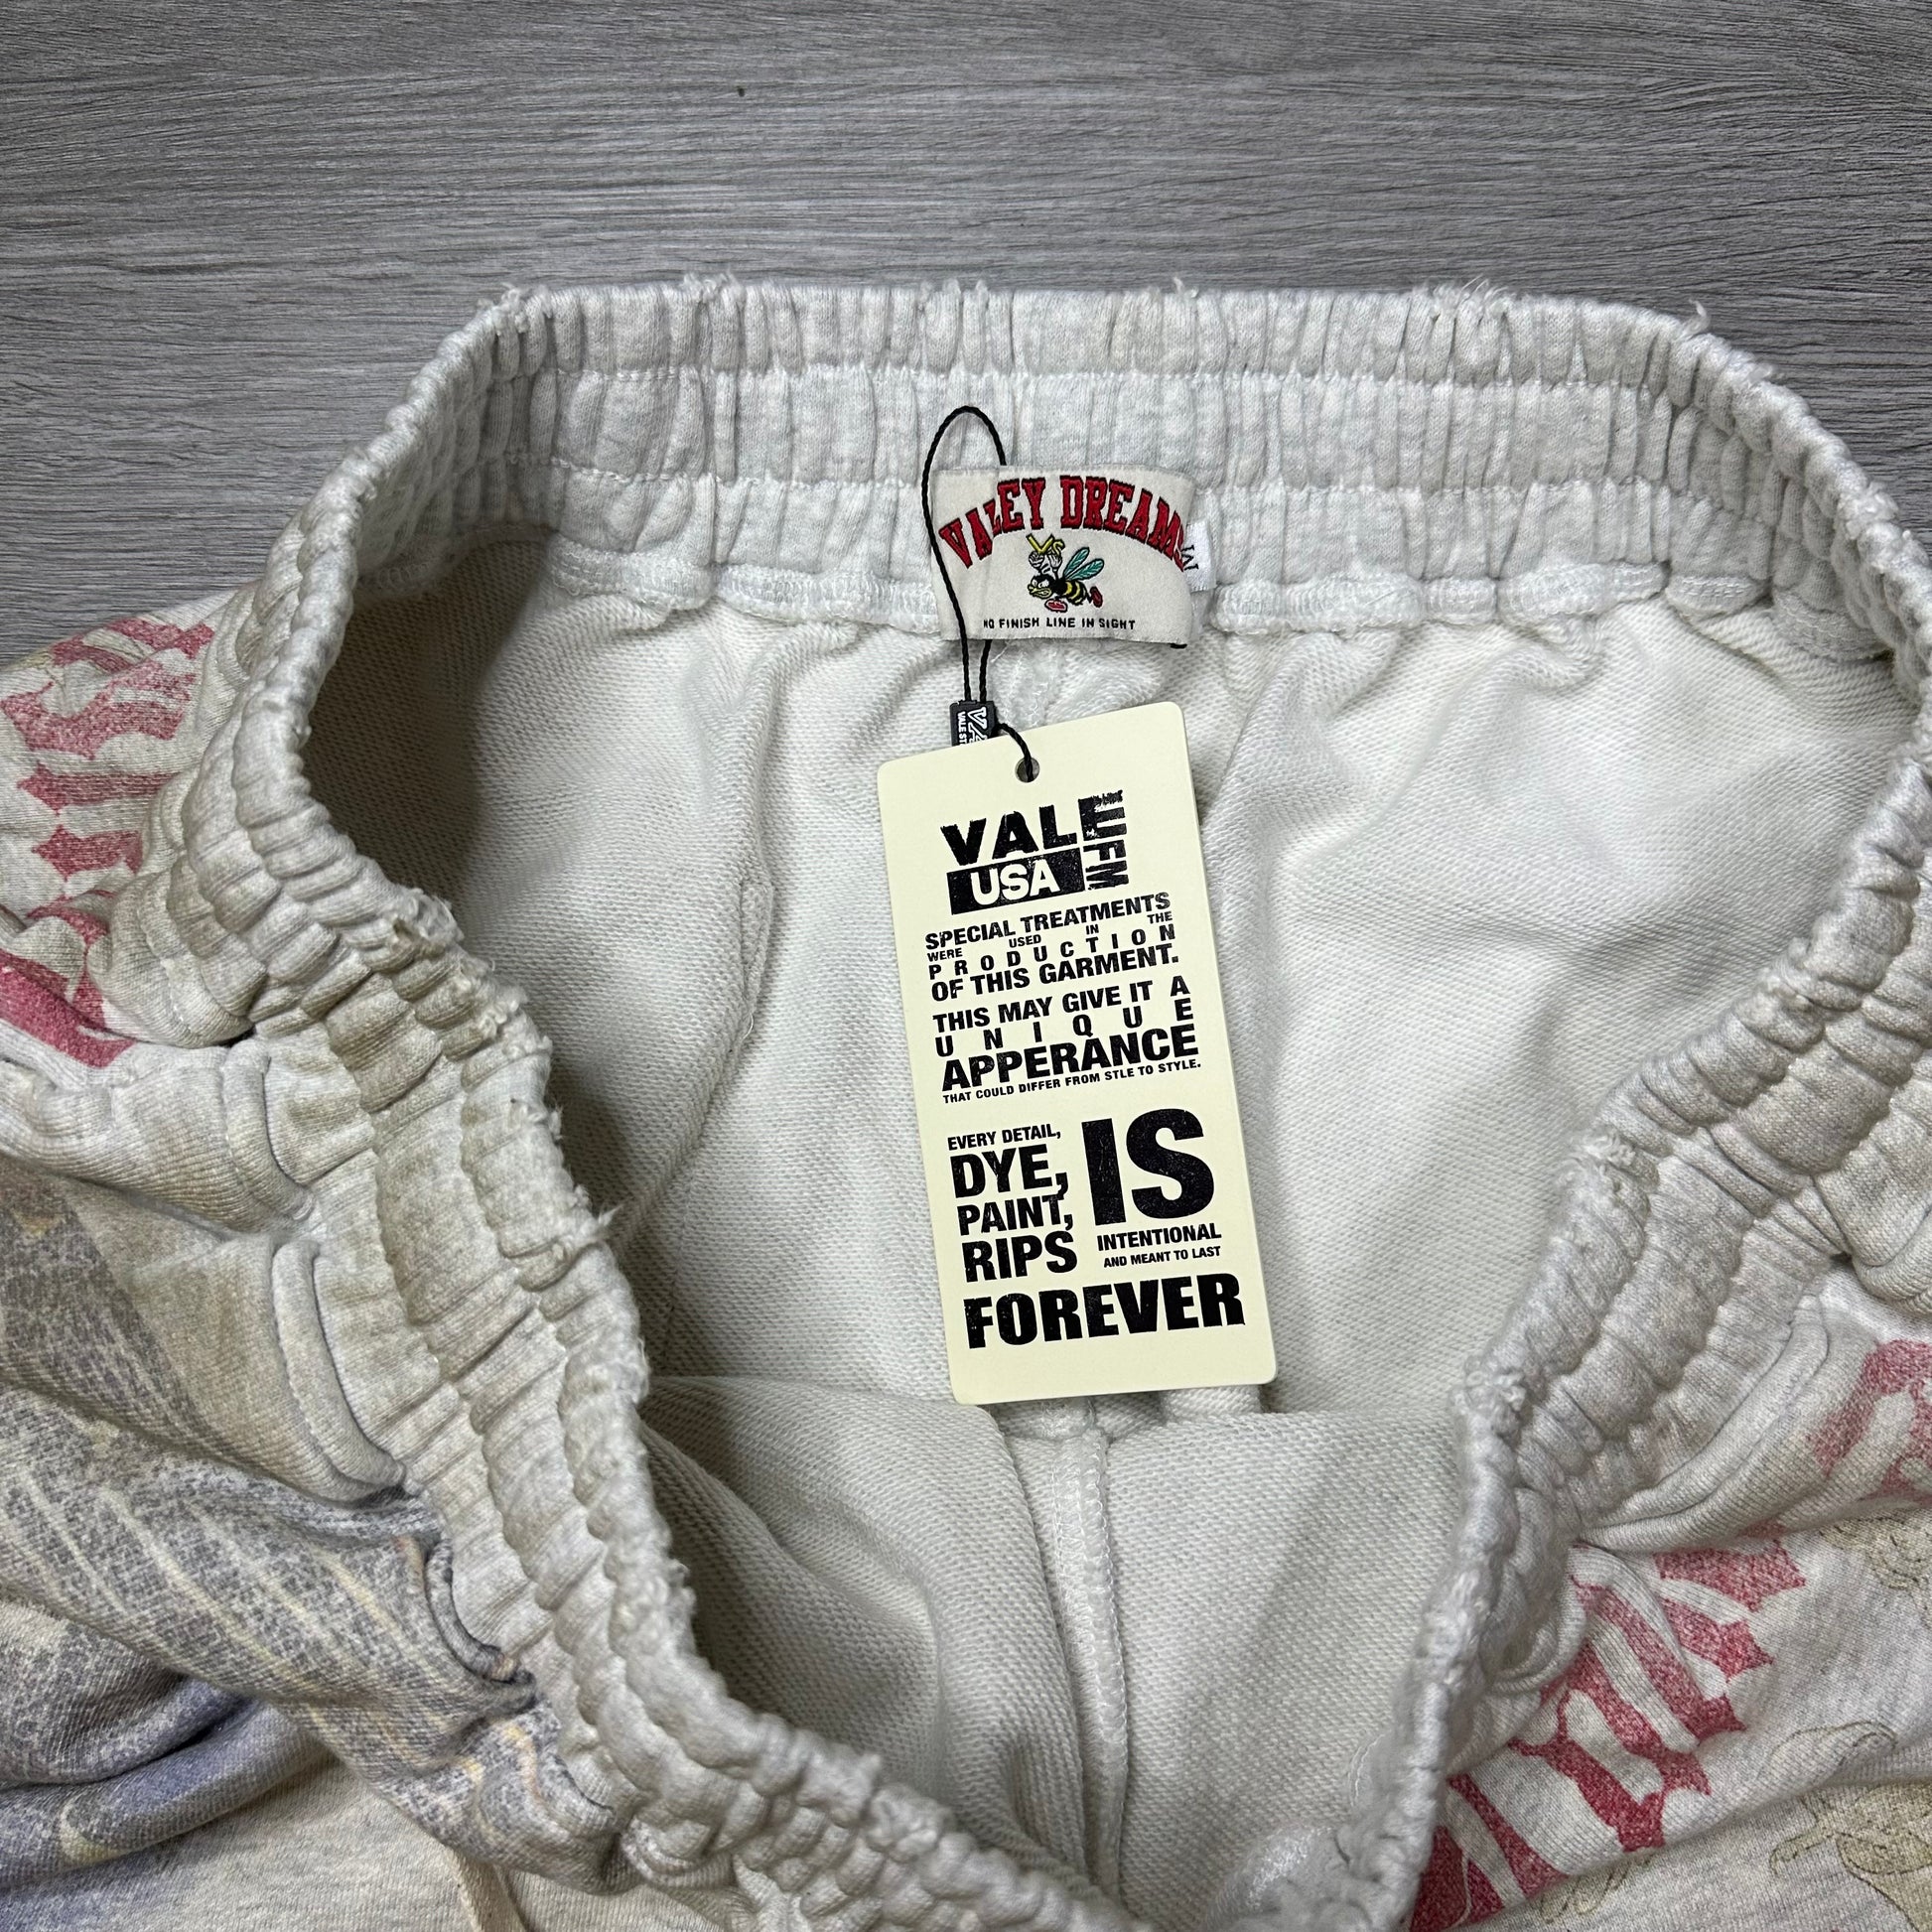 VALLEY DREAMS
VS
NO FINISH LINE IN SIGHT
M
VALE
UFM
USA
SPECIAL TREATMENTS
WERE USED IN THE
PRODUCTION
OF THIS GARMENT.
THIS MAY GIVE IT A
UNIQUE
APPERANCE
THAT COULD DIFFER FROM STLE TO STYLE.
EVERY DETAIL,
DYE,
PAINT,
RIPS
IS
INTENTIONAL
AND MEANT TO LAST
FOREVER